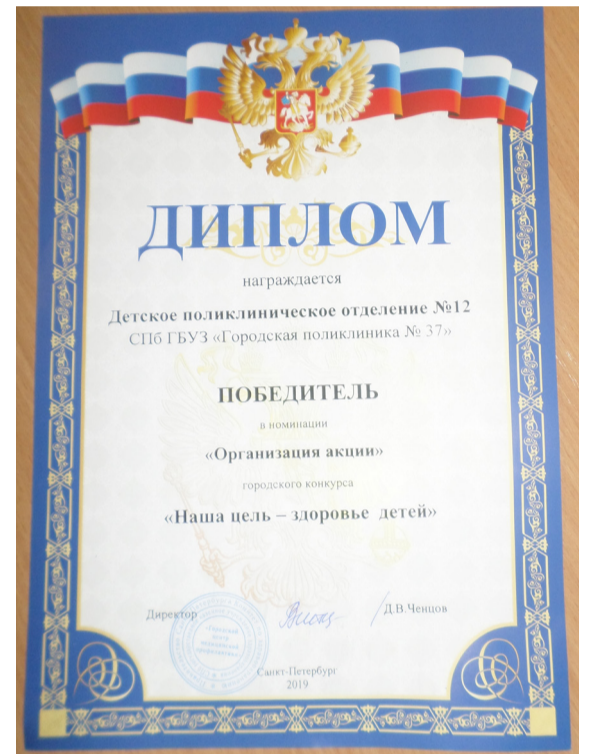 ДИПЛОМ
награждается
Детское поликлиническое отделение №12
СПб ГБУЗ «Городская поликлиника № 37»
ПОБЕДИТЕЛЬ
в номинации
«Организация акции»
городского конкурса
«Наша цель – здоровье детей»
Директор / Д.В.Ченцов
Санкт-Петербург
2019